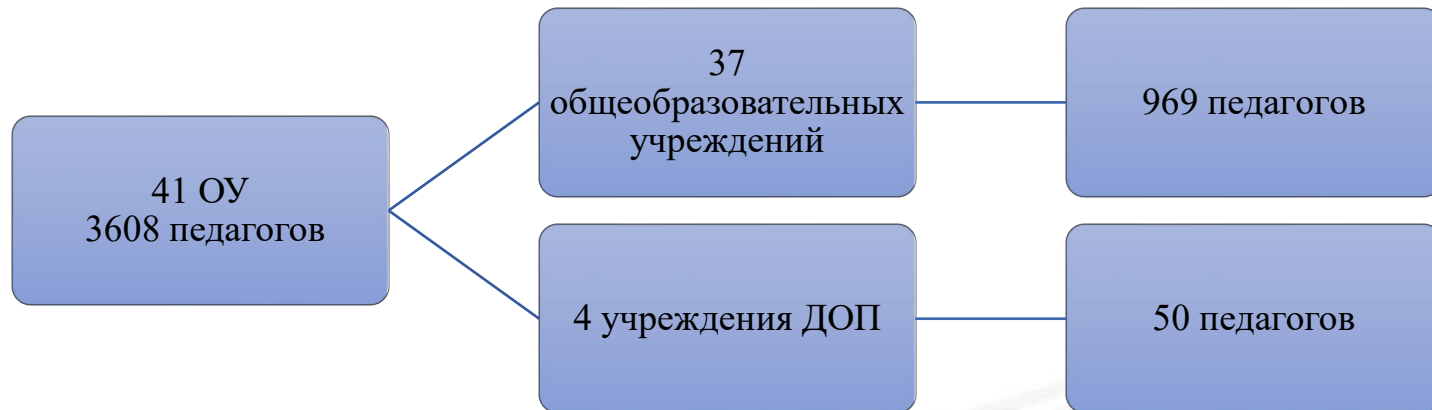 41 ОУ
3608 педагогов
37
общеобразовательных
учреждений
969 педагогов
4 учреждения ДОП
50 педагогов